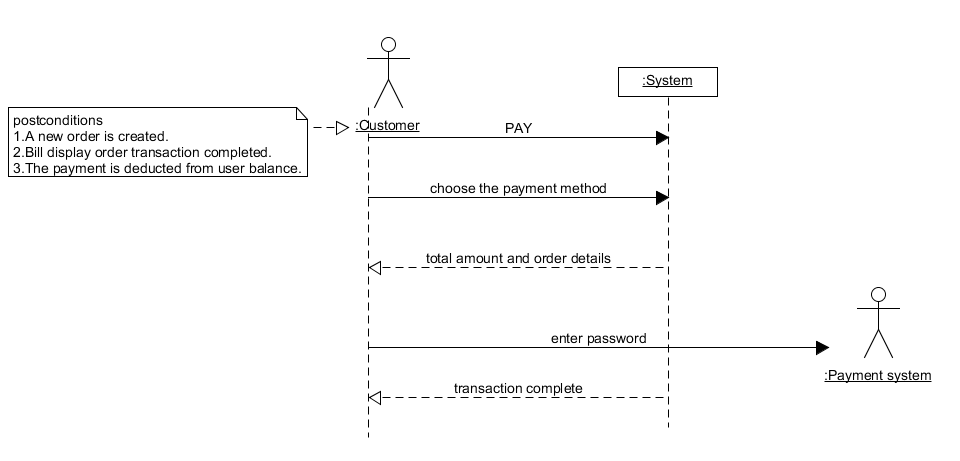 :Customer
:System
postconditions
1.A new order is created.
2.Bill display order transaction completed.
3.The payment is deducted from user balance.
PAY
choose the payment method
total amount and order details
enter password
:Payment system
transaction complete